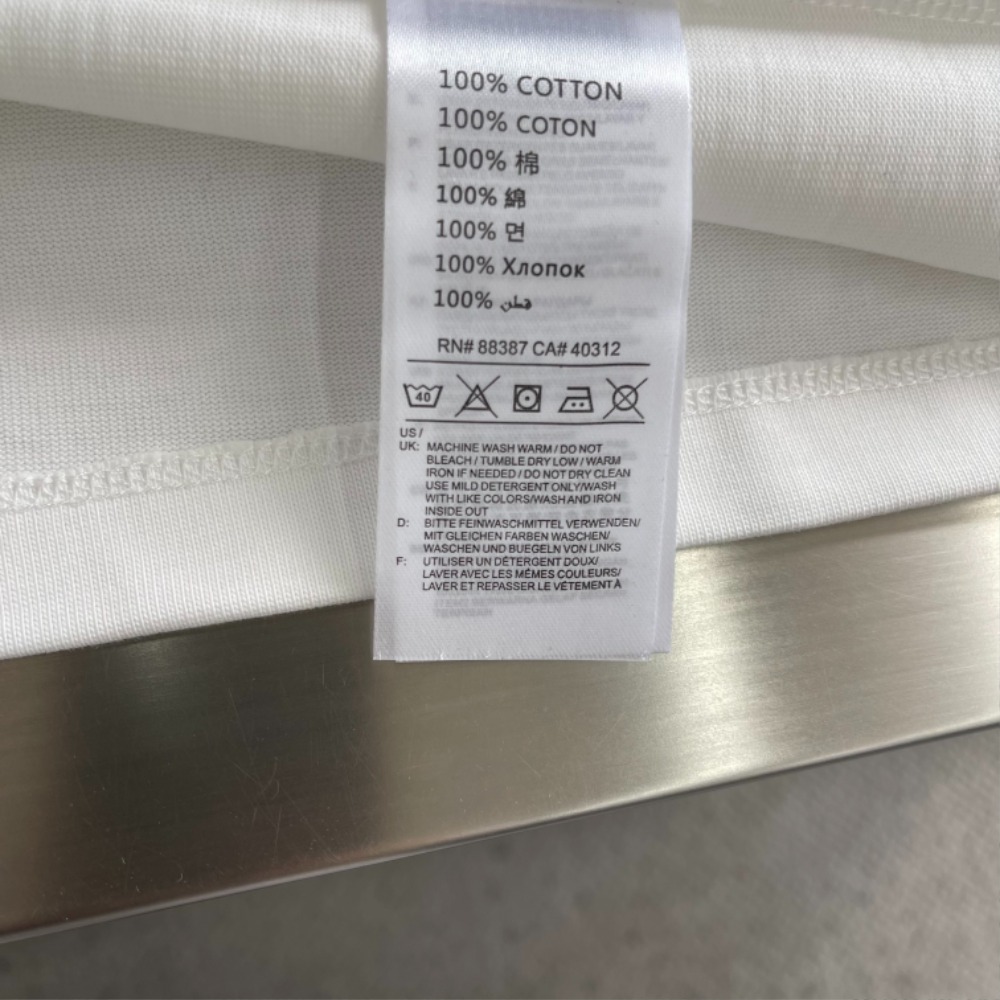 100% COTTON
100% COTON
100% 棉
100% 綿
100% 면
100% Хлопок
100% قطن
RN# 88387 CA# 40312
40
US /
UK: MACHINE WASH WARM / DO NOT
BLEACH / TUMBLE DRY LOW / WARM
IRON IF NEEDED / DO NOT DRY CLEAN
USE MILD DETERGENT ONLY/WASH
WITH LIKE COLORS/WASH AND IRON
INSIDE OUT
D: BITTE FEINWASCHMITTEL VERWENDEN/
MIT GLEICHEN FARBEN WASCHEN/
WASCHEN UND BUEGELN VON LINKS
F: UTILISER UN DÉTERGENT DOUX/
LAVER AVEC LES MÉMES COULEURS/
LAVER ET REPASSER LE VÉTEMENT À